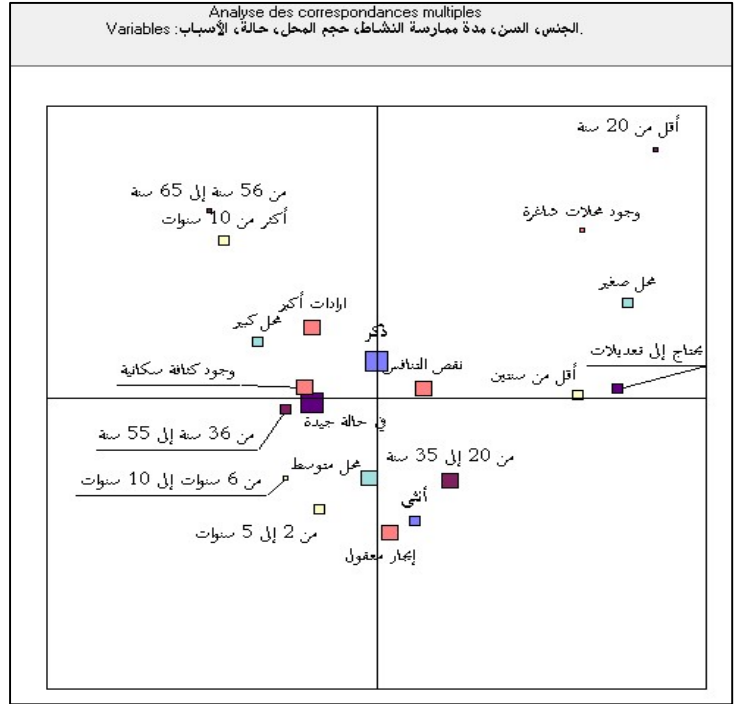 Analyse des correspondances multiples
Variables :الجنس، السن، مدة ممارسة النشاط، حجم المحل، حالة، الأسباب.
أقل من 20 سنة
من 56 سنة إلى 65 سنة
وجود محلات شاغرة
أكثر من 10 سنوات
محل صغير
ارادات أكبر
محل كبير
ذكر
يحتاج إلى تعديلات
نقص التنافس
وجود كثافة سكانية
أقل من سنتين
في حالة جيدة
من 36 سنة إلى 55 سنة
من 20 إلى 35 سنة
محل متوسط
من 6 سنوات إلى 10 سنوات
أنثى
من 2 إلى 5 سنوات
إيجار معقول